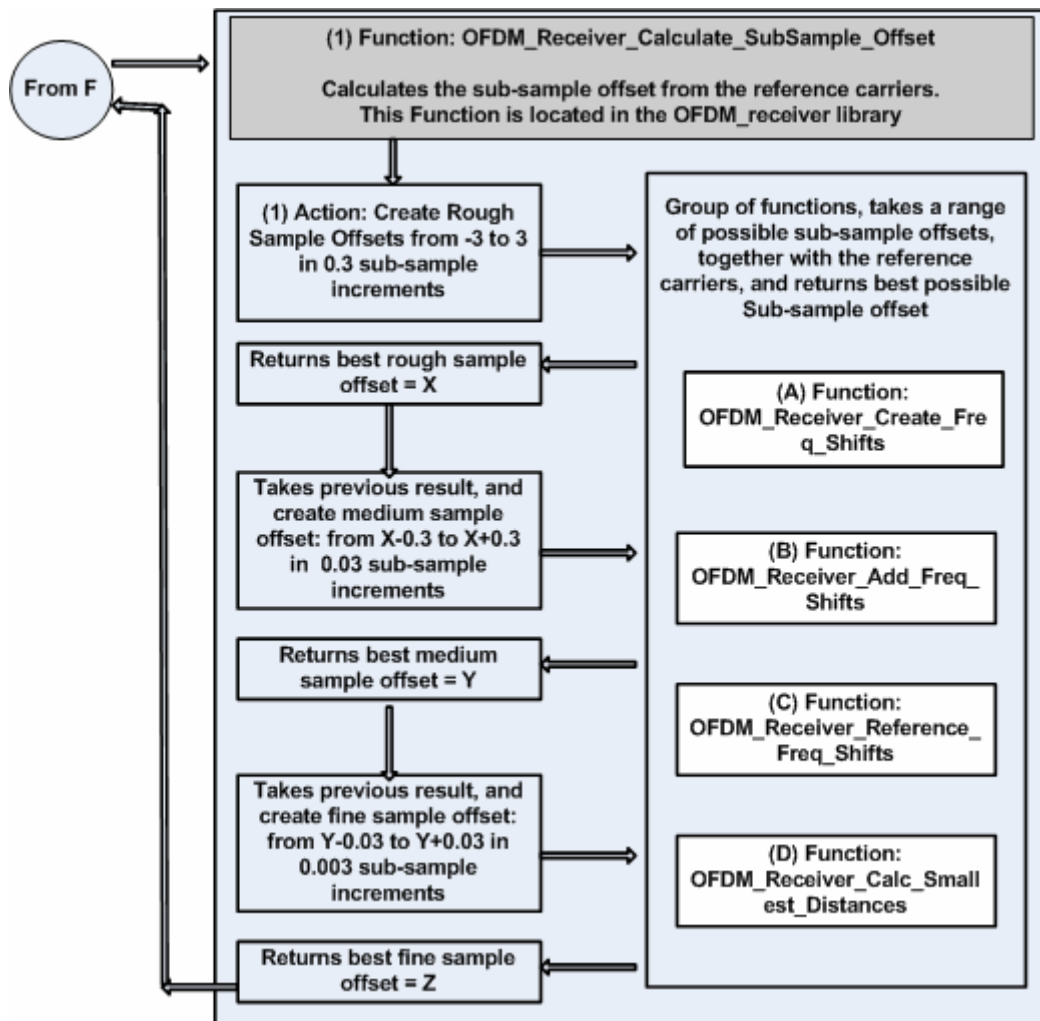 From F
(1) Function: OFDM_Receiver_Calculate_SubSample_Offset
Calculates the sub-sample offset from the reference carriers.
This Function is located in the OFDM_receiver library
(1) Action: Create Rough
Sample Offsets from -3 to 3
in 0.3 sub-sample
increments
Returns best rough sample
offset = X
Takes previous result, and
create medium sample
offset: from X-0.3 to X+0.3
in 0.03 sub-sample
increments
Returns best medium
sample offset = Y
Takes previous result, and
create fine sample offset:
from Y-0.03 to Y+0.03 in
0.003 sub-sample
increments
Returns best fine sample
offset = Z
Group of functions, takes a range
of possible sub-sample offsets,
together with the reference
carriers, and returns best possible
Sub-sample offset
(A) Function:
OFDM_Receiver_Create_Fre
q_Shifts
(B) Function:
OFDM_Receiver_Add_Freq_
Shifts
(C) Function:
OFDM_Receiver_Reference_
Freq_Shifts
(D) Function:
OFDM_Receiver_Calc_Small
est_Distances